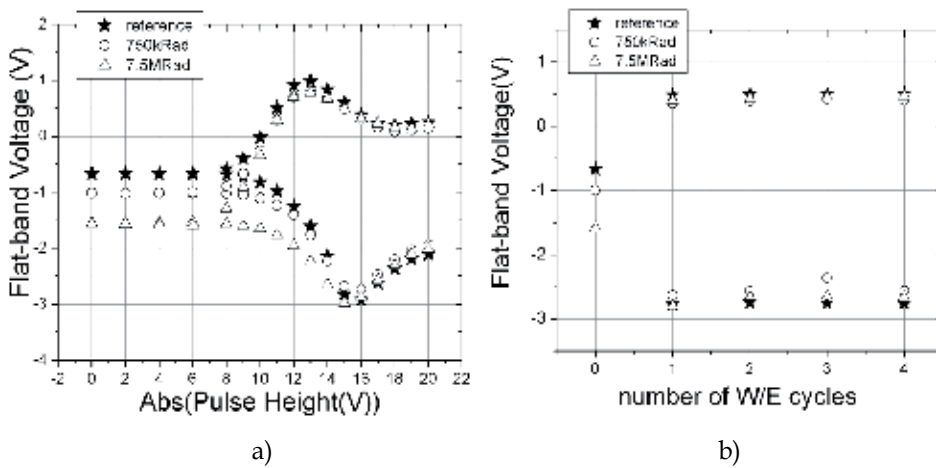 reference
750kRad
7.5MRad
Flat-band Voltage (V)
2
1
0
-1
-2
-3
-4
-2 0 2 4 6 8 10 12 14 16 18 20 22
Abs(Pulse Height(V))
a)
reference
750kRad
7.5MRad
Flat-band Voltage(V)
1
0
-1
-2
-3
0 1 2 3 4
number of W/E cycles
b)